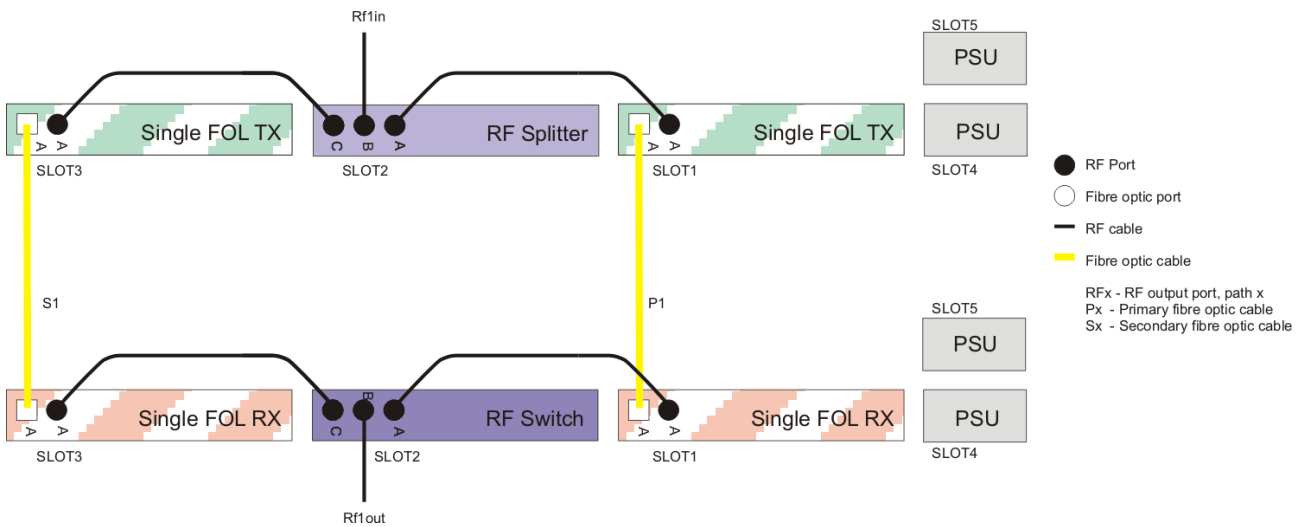 Rf1in
SLOT5
PSU
Single FOL TX
A
A
SLOT3
RF Splitter
C
B
A
SLOT2
Single FOL TX
A
A
SLOT1
PSU
SLOT4
RF Port
Fibre optic port
RF cable
Fibre optic cable
RFx - RF output port, path x
Px - Primary fibre optic cable
Sx - Secondary fibre optic cable
S1
P1
SLOT5
PSU
Single FOL RX
A
A
SLOT3
RF Switch
C
B
A
SLOT2
Single FOL RX
A
A
SLOT1
PSU
SLOT4
Rf1out